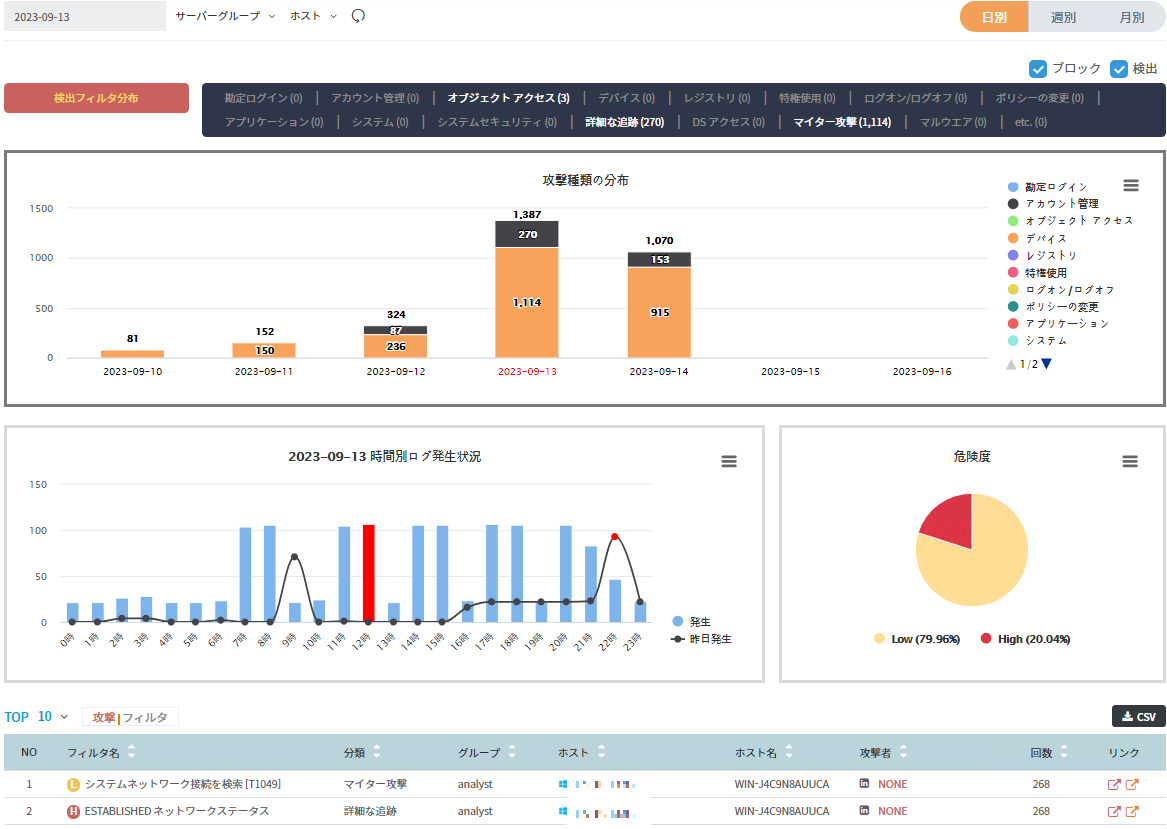 2023-09-13 サーバーグループ ホスト 日別 週別 月別
ブロック 検出
検出フィルタ分布
勘定ログイン (0) | アカウント管理 (0) | オブジェクト アクセス (3) | デバイス (0) | レジストリ (0) | 特権使用 (0) | ログオン/ログオフ (0) | ポリシーの変更 (0) |
アプリケーション (0) | システム (0) | システムセキュリティ (0) | 詳細な追跡 (270) | DS アクセス (0) | マイター攻撃 (1,114) | マルウエア (0) | etc. (0)
攻撃種類の分布
1500
1000
500
0
81
152
150
324
87
236
1,387
270
1,114
1,070
153
915
2023-09-10 2023-09-11 2023-09-12 2023-09-13 2023-09-14 2023-09-15 2023-09-16
勘定ログイン
アカウント管理
オブジェクト アクセス
デバイス
レジストリ
特権使用
ログオン/ログオフ
ポリシーの変更
アプリケーション
システム
1/2
2023-09-13 時間別ログ発生状況
150
100
50
0
0時 1時 2時 3時 4時 5時 6時 7時 8時 9時 10時 11時 12時 13時 14時 15時 16時 17時 18時 19時 20時 21時 22時 23時
発生
昨日発生
危険度
Low (79.96%) High (20.04%)
TOP 10 攻撃|フィルタ CSV
NO フィルタ名 分類 グループ ホスト ホスト名 攻撃者 回数 リンク
1 L システムネットワーク接続を検索 [T1049] マイター攻撃 analyst WIN-J4C9N8AUUCA in NONE 268
2 H ESTABLISHED ネットワークステータス 詳細な追跡 analyst WIN-J4C9N8AUUCA in NONE 268